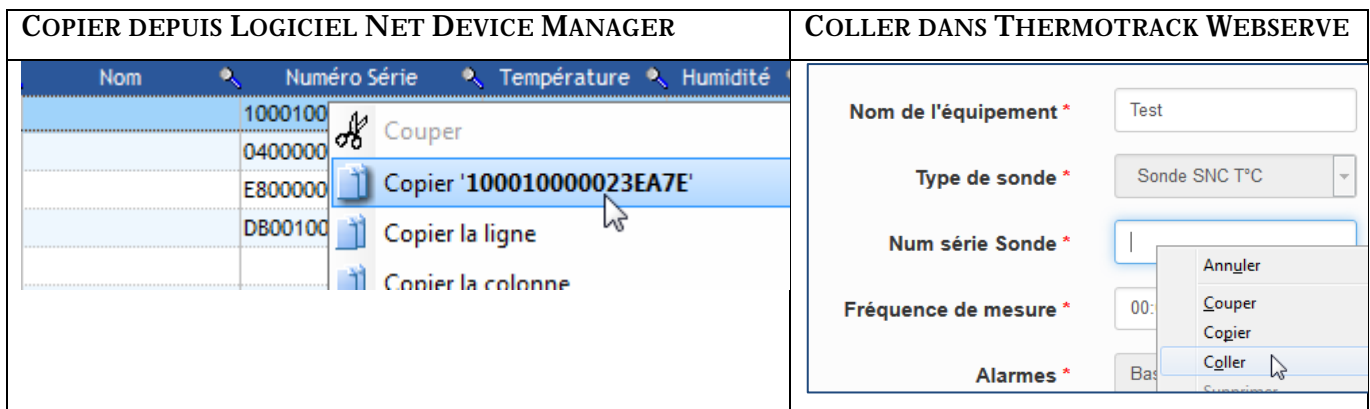 COPIER DEPUIS LOGICIEL NET DEVICE MANAGER
Nom Numéro Série Température Humidité
1000100
0400000
E800000
DB00100
Couper
Copier '100010000023EA7E'
Copier la ligne
Copier la colonne
COLLER DANS THERMOTRACK WEBSERVE
Nom de l'équipement * Test
Type de sonde * Sonde SNC T°C
Num série Sonde *
Fréquence de mesure * 00:
Alarmes * Bas
Annuler
Couper
Copier
Coller
Supprimer